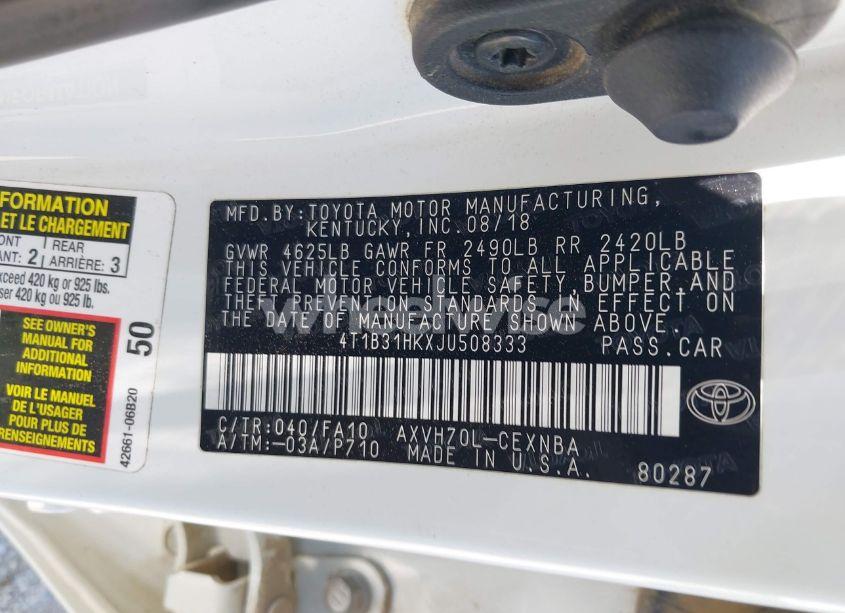 FORMATION
ET LE CHARGEMENT
ONT | REAR
ANT: 2 | ARRIÈRE: 3
xceed 420 kg or 925 lbs.
ser 420 kg ou 925 lb.
SEE OWNER'S
MANUAL FOR
ADDITIONAL
INFORMATION
VOIR LE MANUEL
DE L'USAGER
POUR PLUS DE
RENSEIGNEMENTS
50
42661-06B20
MFD.BY:TOYOTA MOTOR MANUFACTURING,
KENTUCKY,INC.08/18
GVWR 4625LB GAWR FR 2490LB RR 2420LB
THIS VEHICLE CONFORMS TO ALL APPLICABLE
FEDERAL MOTOR VEHICLE SAFETY,BUMPER,AND
THEFT PREVENTION STANDARDS IN EFFECT ON
THE DATE OF MANUFACTURE SHOWN ABOVE.
4T1B31HKXJU508333 PASS.CAR
C/TR:040/FA10 AXVH70L-CEXNBA
A/TM:-03A/P710 MADE IN U.S.A. 80287
WheelWise